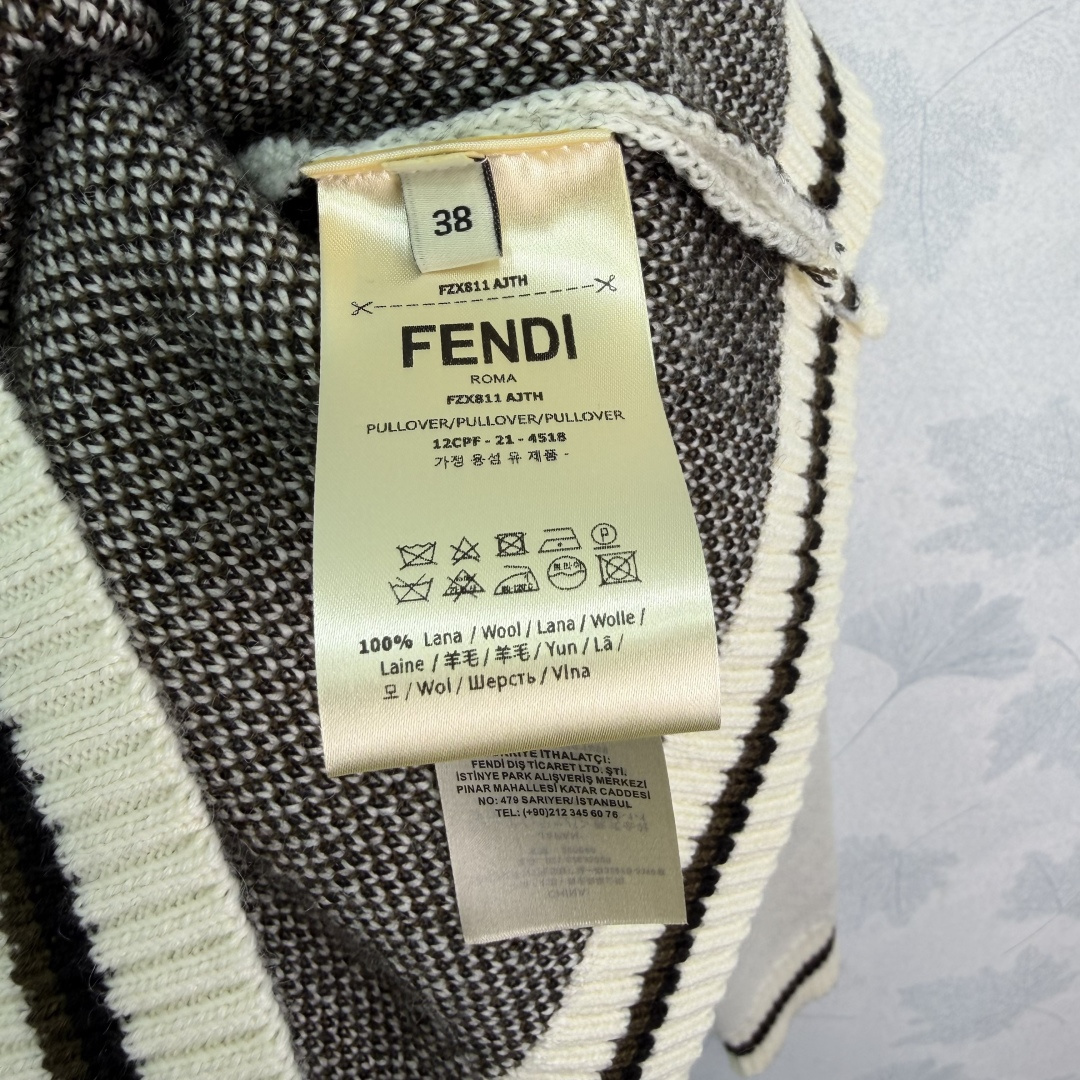 38
FZX811 AJTH
FENDI
ROMA
FZX811 AJTH
PULLOVER/PULLOVER/PULLOVER
12CPF - 21 - 4518
가정 용 섬 유 제품 -
P
100% Lana / Wool / Lana / Wolle /
Laine / 羊毛 / 羊毛 / Yun / Lã /
모 / Wol / Шерсть / Vlna
İTHALATÇI:
FENDİ DIŞ TİCARET LTD. ŞTİ.
İSTİNYE PARK ALIŞVERİŞ MERKEZİ
PINAR MAHALLESİ KATAR CADDESİ
NO: 479 SARIYER/ İSTANBUL
TEL: (+90)212 345 60 76